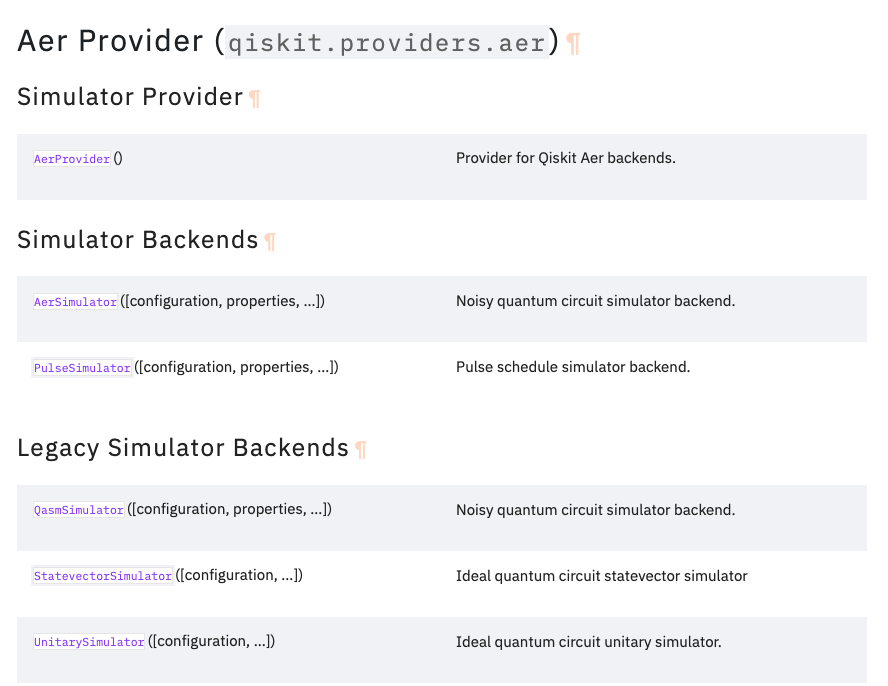 Aer Provider (qiskit.providers.aer)¶
Simulator Provider¶
AerProvider() Provider for Qiskit Aer backends.
Simulator Backends¶
AerSimulator([configuration, properties, ...]) Noisy quantum circuit simulator backend.
PulseSimulator([configuration, properties, ...]) Pulse schedule simulator backend.
Legacy Simulator Backends¶
QasmSimulator([configuration, properties, ...]) Noisy quantum circuit simulator backend.
StatevectorSimulator([configuration, ...]) Ideal quantum circuit statevector simulator
UnitarySimulator([configuration, ...]) Ideal quantum circuit unitary simulator.